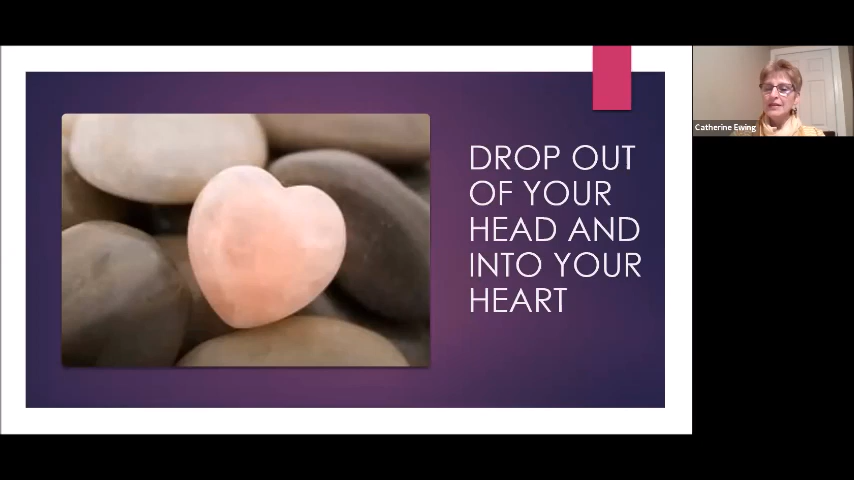 DROP OUT
OF YOUR
HEAD AND
INTO YOUR
HEART
Catherine Ewing